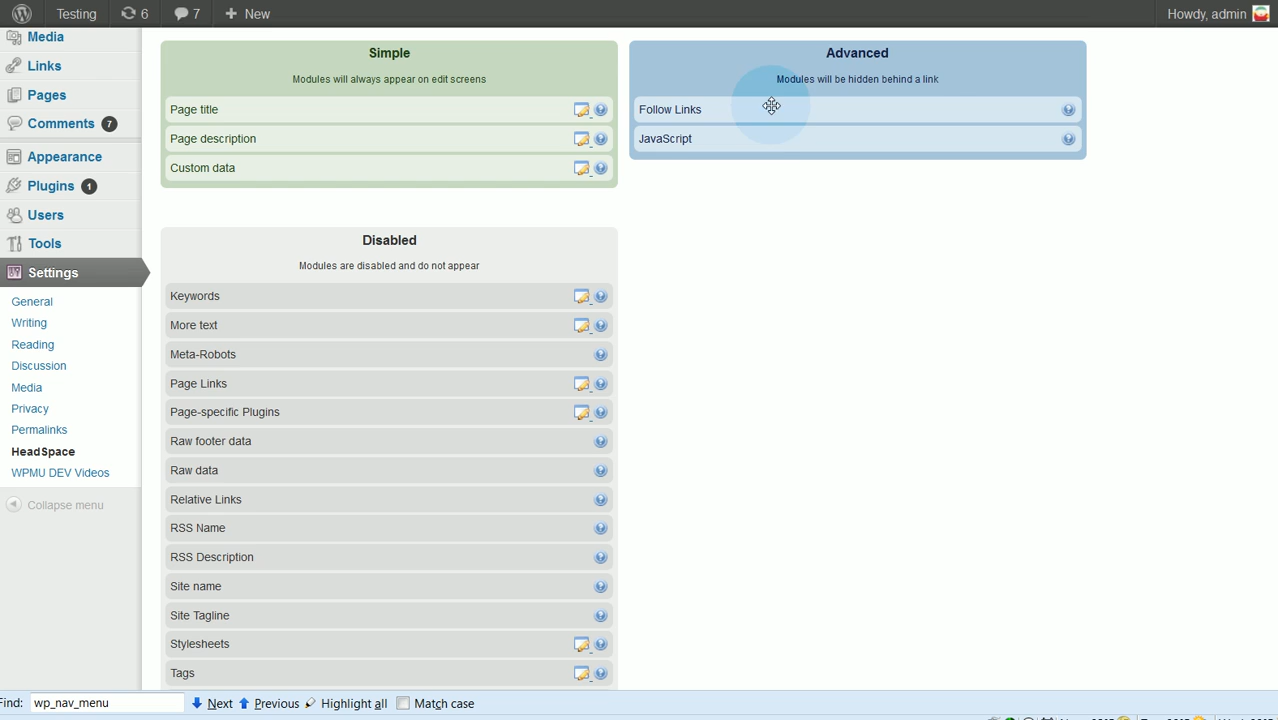 Testing 6 7 + New Howdy, admin
Media
Links
Pages
Comments 7
Appearance
Plugins 1
Users
Tools
Settings
General
Writing
Reading
Discussion
Media
Privacy
Permalinks
HeadSpace
WPMU DEV Videos
Collapse menu
Simple
Modules will always appear on edit screens
Page title
Page description
Custom data
Advanced
Modules will be hidden behind a link
Follow Links
JavaScript
Disabled
Modules are disabled and do not appear
Keywords
More text
Meta-Robots
Page Links
Page-specific Plugins
Raw footer data
Raw data
Relative Links
RSS Name
RSS Description
Site name
Site Tagline
Stylesheets
Tags
Find: wp_nav_menu Next Previous Highlight all Match case